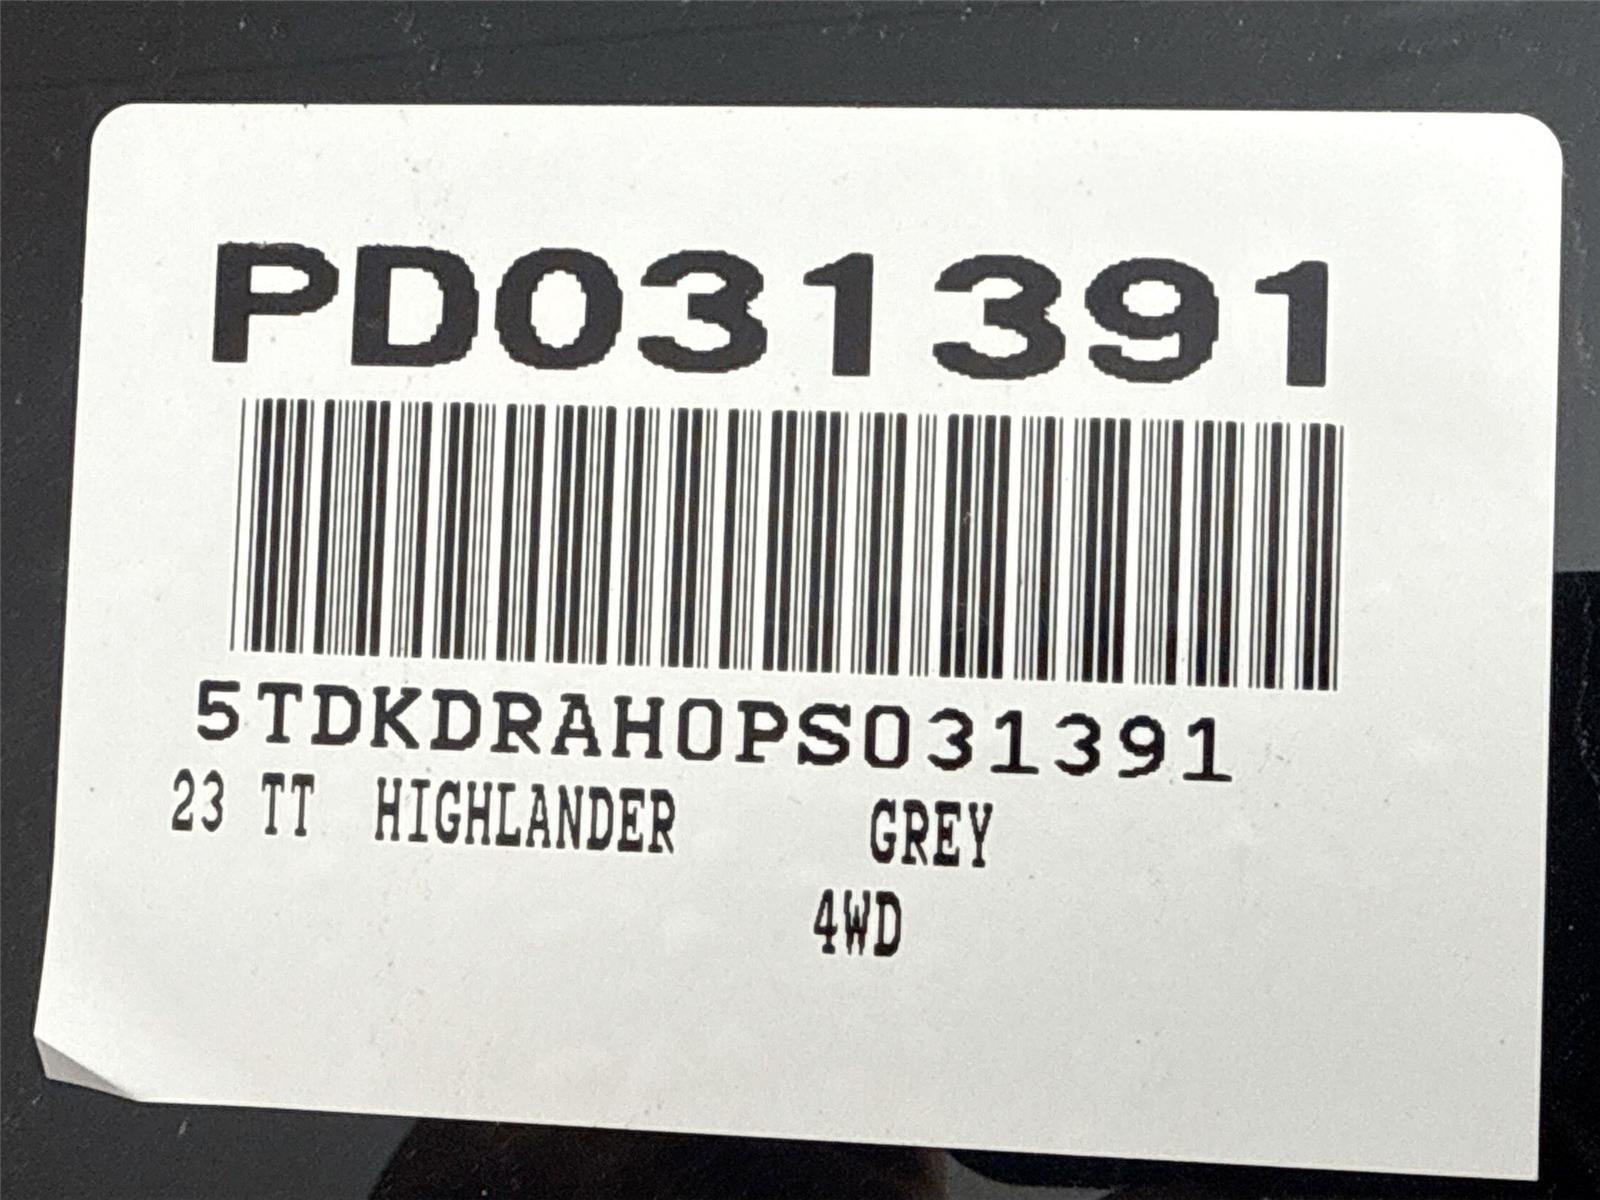 PD031391
5TDKDRAH0PS031391
23 TT HIGHLANDER GREY
4WD